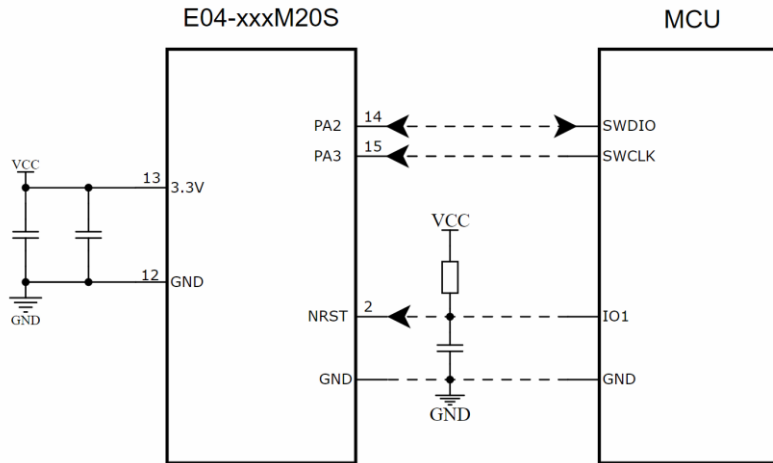 E04-xxxM20S
MCU
PA2
14
SWDIO
PA3
15
SWCLK
VCC
13
3.3V
VCC
12
GND
GND
NRST
2
IO1
GND
GND
GND